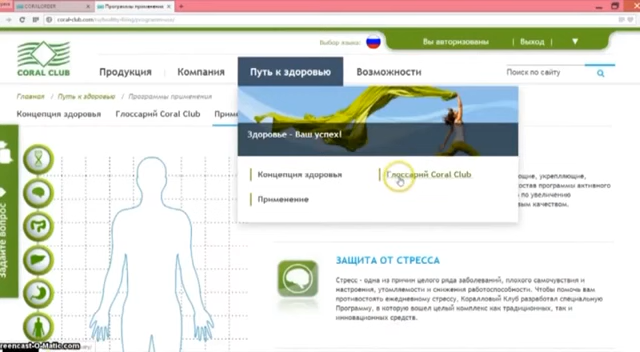 Программы применения
coral-club.com
Выбор языка:
Вы авторизованы
Выход
CORAL CLUB
Продукция
Компания
Путь к здоровью
Возможности
Поиск по сайту
Главная / Путь к здоровью / Программы применения
Концепция здоровья
Глоссарий Coral Club
Здоровье - Ваш успех!
Концепция здоровья
Глоссарий Coral Club
Применение
Задайте вопрос
ЗАЩИТА ОТ СТРЕССА
Стресс - одна из причин целого ряда заболеваний, плохого самочувствия и
настроения, утомляемости и снижения работоспособности. Чтобы помочь вам
противостоять ежедневному стрессу, Коралловый Клуб разработал специальную
Программу, в которую вошел целый комплекс как традиционных, так и
инновационных средств.
creencast-O-Matic.com